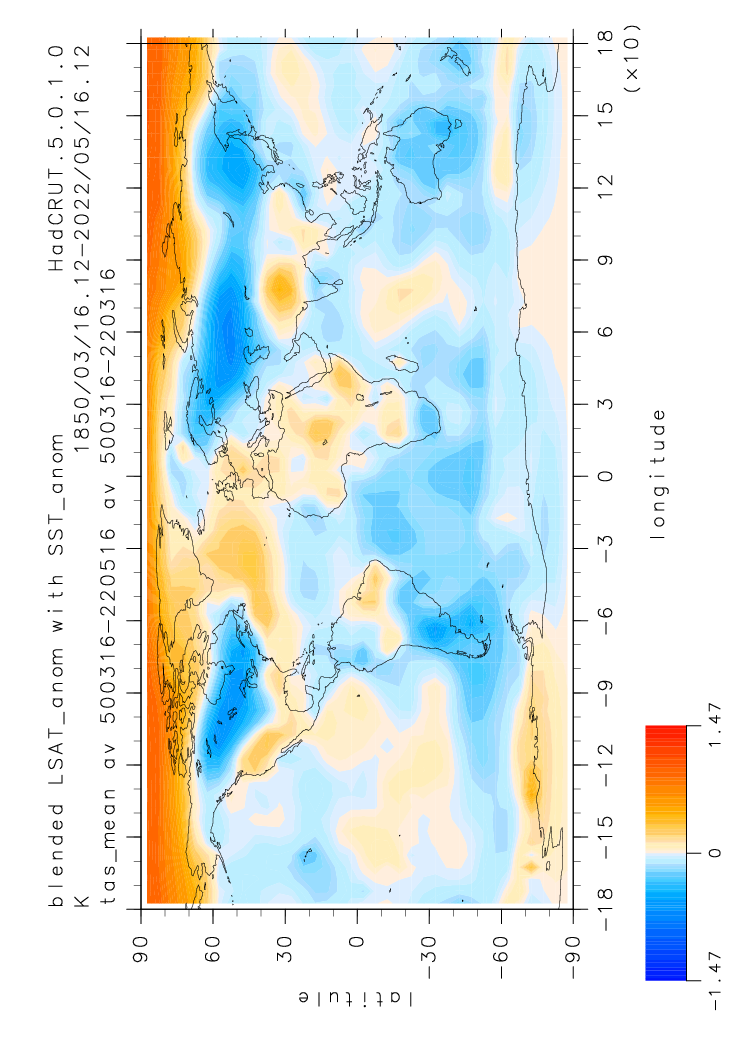 blended LSAT_anom with SST_anom HadCRUT.5.0.1.0
K 1850/03/16.12-2022/05/16.12
tas_mean av 500316-220516 av 500316-220316
latitude
90 60 30 0 -30 -60 -90
-18 -15 -12 -9 -6 -3 0 3 6 9 12 15 18
(x10)
longitude
-1.47 0 1.47